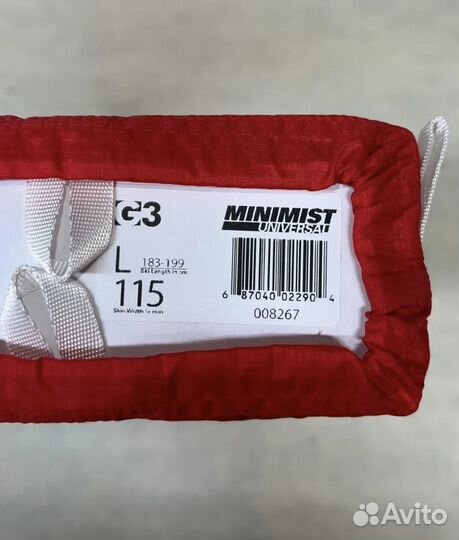 G3
MINIMIST
UNIVERSAL
L 183-199
Ski Length in cm
115
Skin Width in mm
6 87040 02290 4
008267
Avito